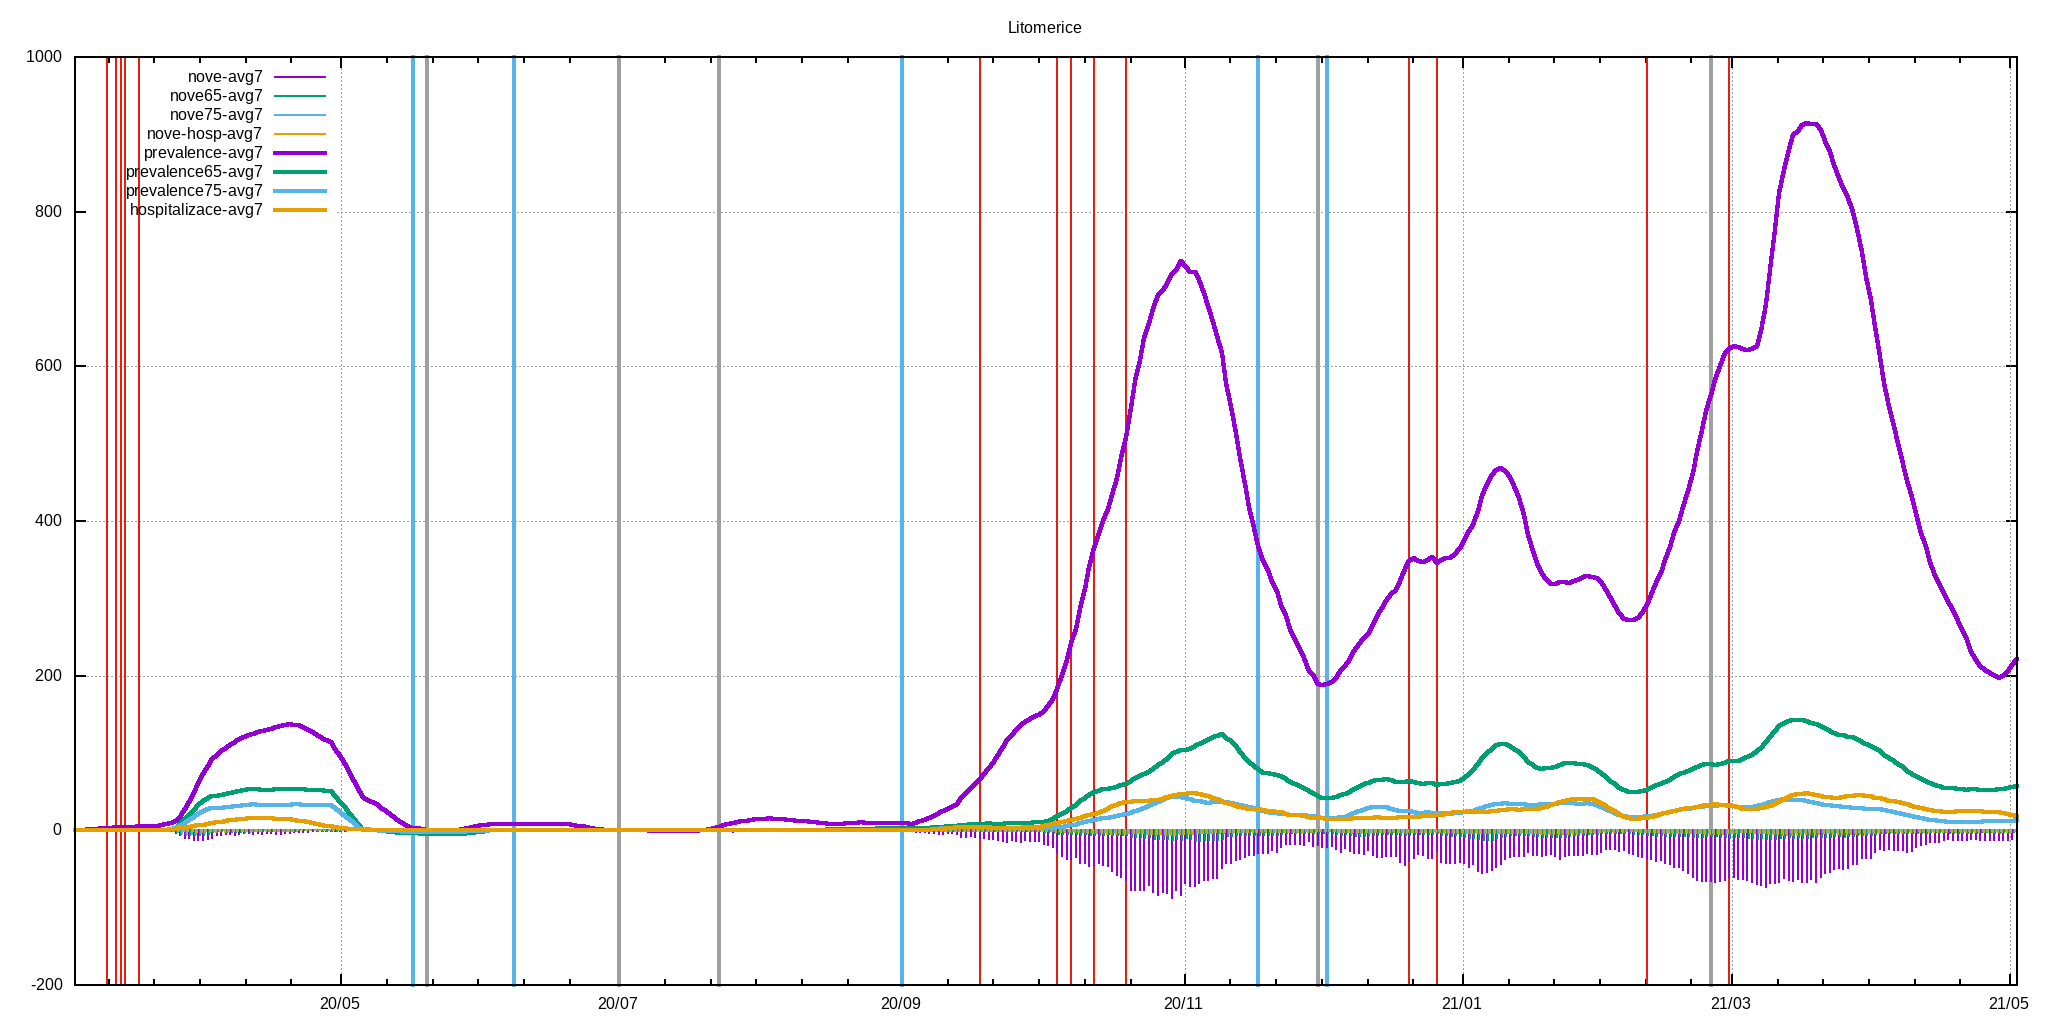 Litomerice
1000
nove-avg7
nove65-avg7
nove75-avg7
nove-hosp-avg7
prevalence-avg7
prevalence65-avg7
prevalence75-avg7
hospitalizace-avg7
800
600
400
200
0
-200
20/05 20/07 20/09 20/11 21/01 21/03 21/05